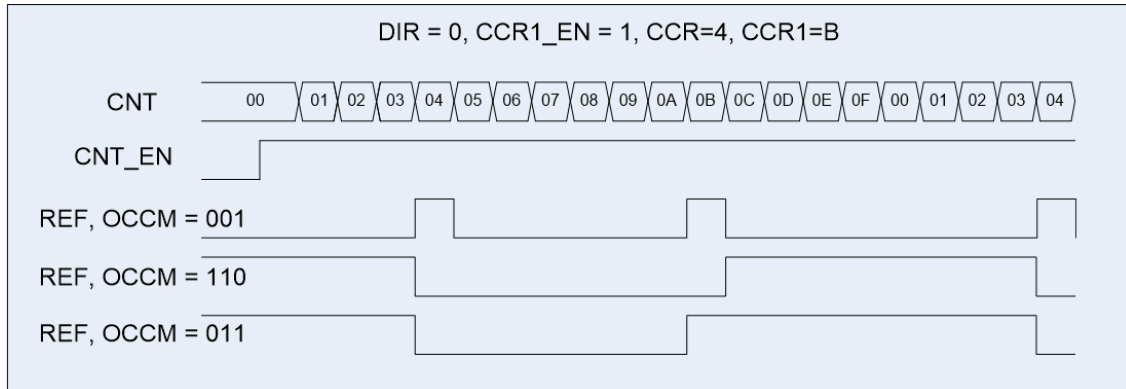 DIR = 0, CCR1_EN = 1, CCR=4, CCR1=B
CNT 00 01 02 03 04 05 06 07 08 09 0A 0B 0C 0D 0E 0F 00 01 02 03 04
CNT_EN
REF, OCCM = 001
REF, OCCM = 110
REF, OCCM = 011